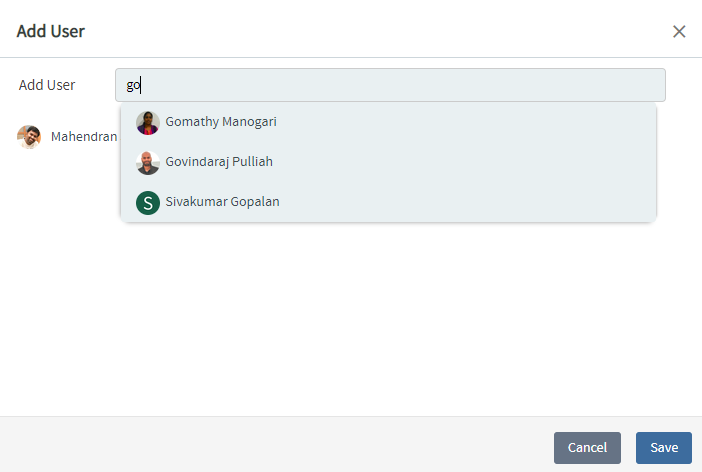 Add User
Add User
go
Gomathy Manogari
Mahendran
Govindaraj Pulliah
S
Sivakumar Gopalan
Cancel
Save